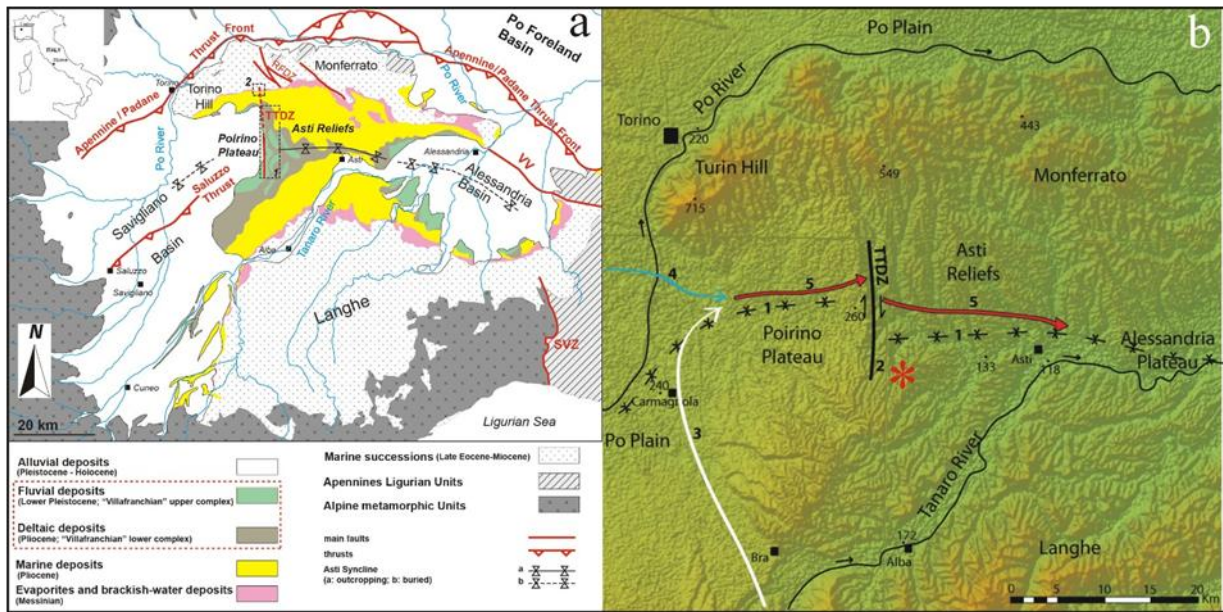 a
ITALY
Po Foreland
Basin
Apennine / Padane
Thrust
Front
Apennine/Padane Thrust Front
Monferrato
RFDZ
Po River
Torino
Torino
Hill
2
TTDZ
Asti Reliefs
Poirino
Plateau
1
Asti
Alessandria
Alessandria
Basin
VV
Po River
Saluzzo
Thrust
Savigliano
Basin
Tanaro River
Alba
Saluzzo
Savigliano
Langhe
SVZ
N
Cuneo
20 km
Ligurian Sea
Alluvial deposits
(Pleistocene - Holocene)
Fluvial deposits
(Lower Pleistocene; "Villafranchian" upper complex)
Deltaic deposits
(Pliocene; "Villafranchian" lower complex)
Marine deposits
(Pliocene)
Evaporites and brackish-water deposits
(Messinian)
Marine successions (Late Eocene-Miocene)
Apennines Ligurian Units
Alpine metamorphic Units
main faults
thrusts
Asti Syncline
(a: outcropping; b: buried)
a
b
b
Po Plain
Po River
Torino
220
443
Turin Hill
549
Monferrato
715
Asti
Reliefs
TTDZ
4
5
5
1
260
1
Poirino
Plateau
Alessandria
Plateau
2
*
133
Asti
118
240
Carmagnola
Po Plain
3
Tanaro River
172
Bra
Alba
Langhe
0
5
10
15
20
Km